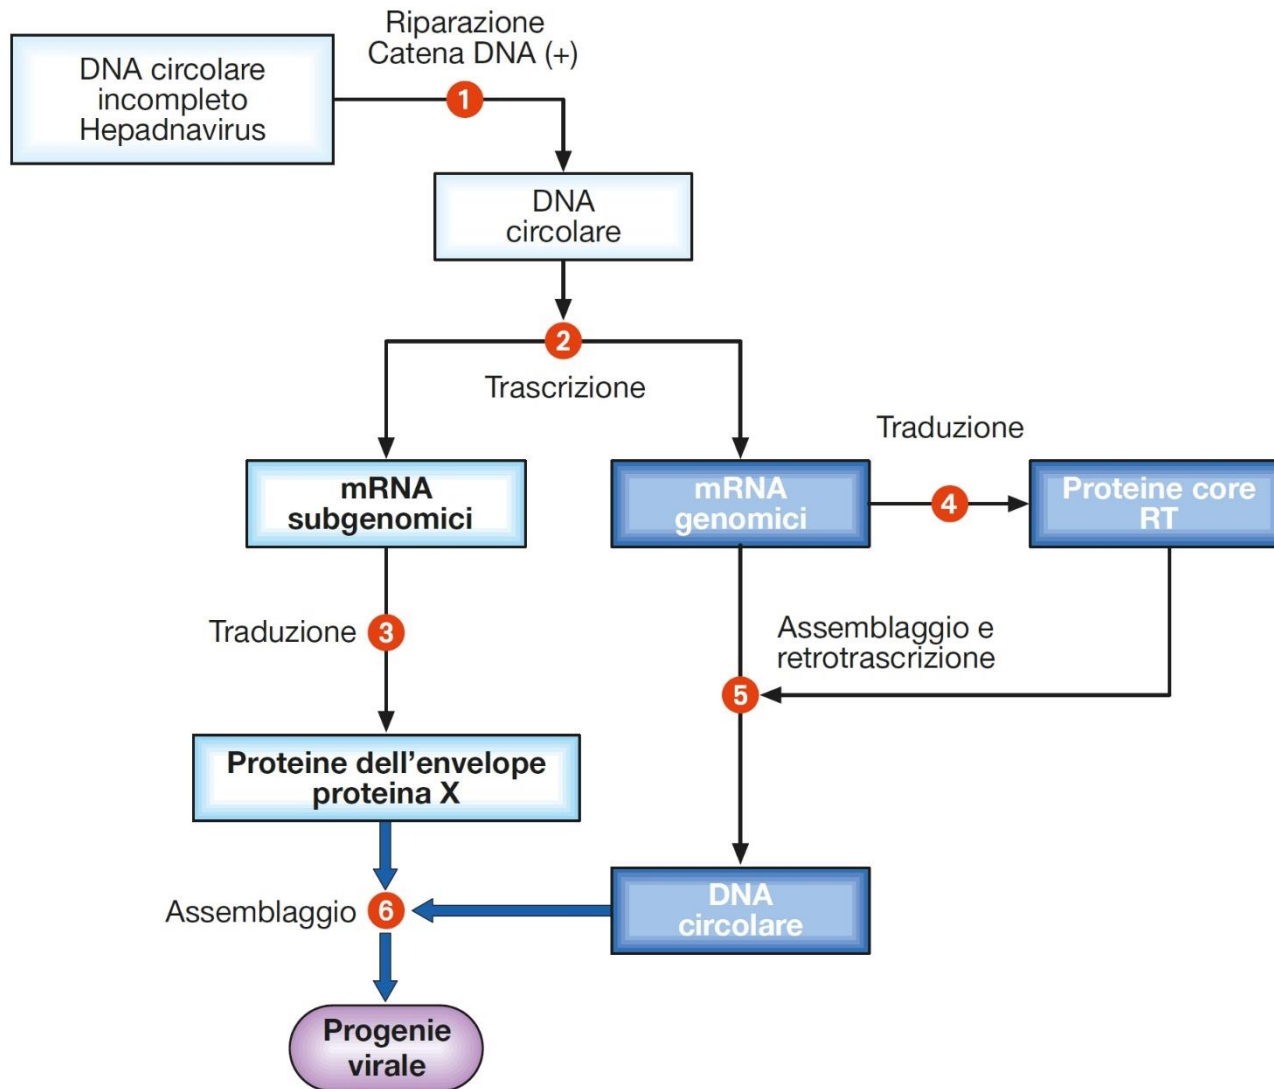 Riparazione
Catena DNA (+)
DNA circolare
incompleto
Hepadnavirus
1
DNA
circolare
2
Trascrizione
Traduzione
mRNA
subgenomici
mRNA
genomici
4
Proteine core
RT
Traduzione
3
Assemblaggio e
retrotrascrizione
5
Proteine dell'envelope
proteina X
Assemblaggio
6
DNA
circolare
Progenie
virale